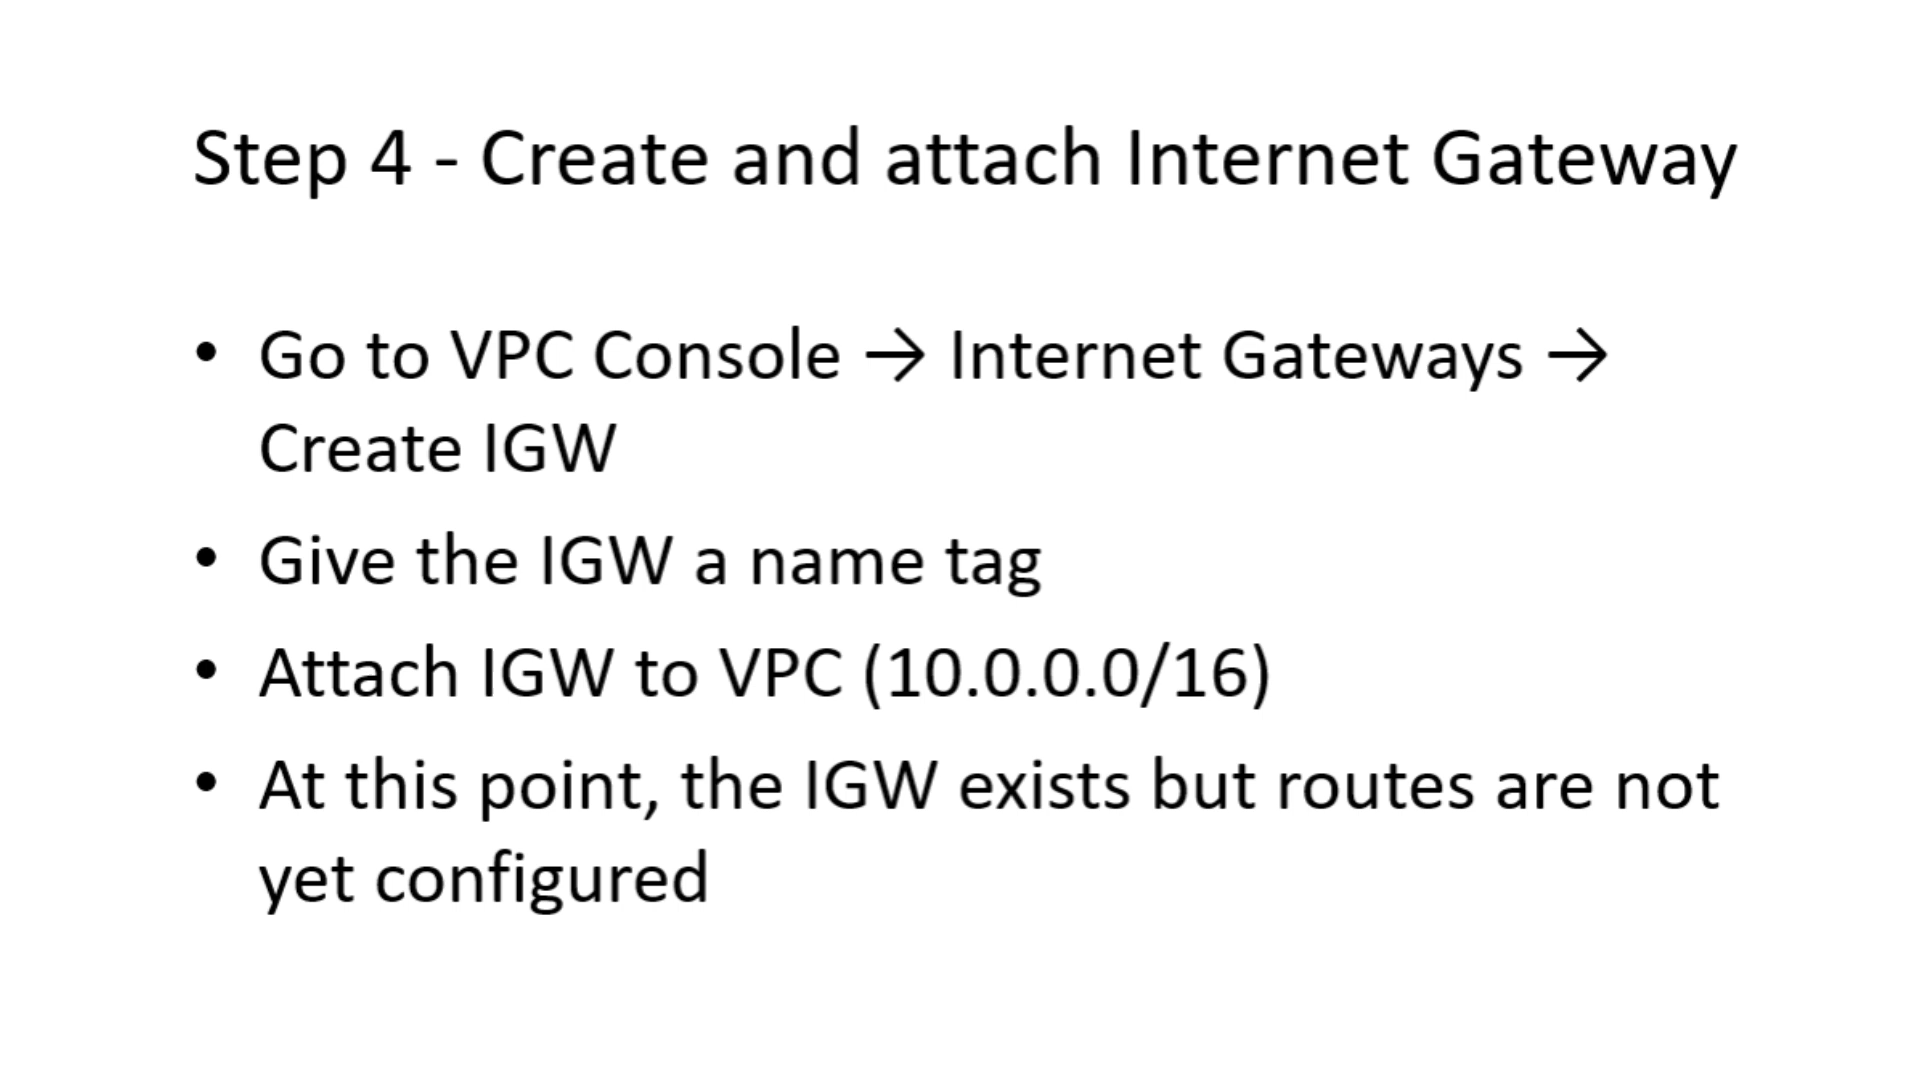 Step 4 - Create and attach Internet Gateway
• Go to VPC Console → Internet Gateways →
Create IGW
• Give the IGW a name tag
• Attach IGW to VPC (10.0.0.0/16)
• At this point, the IGW exists but routes are not
yet configured